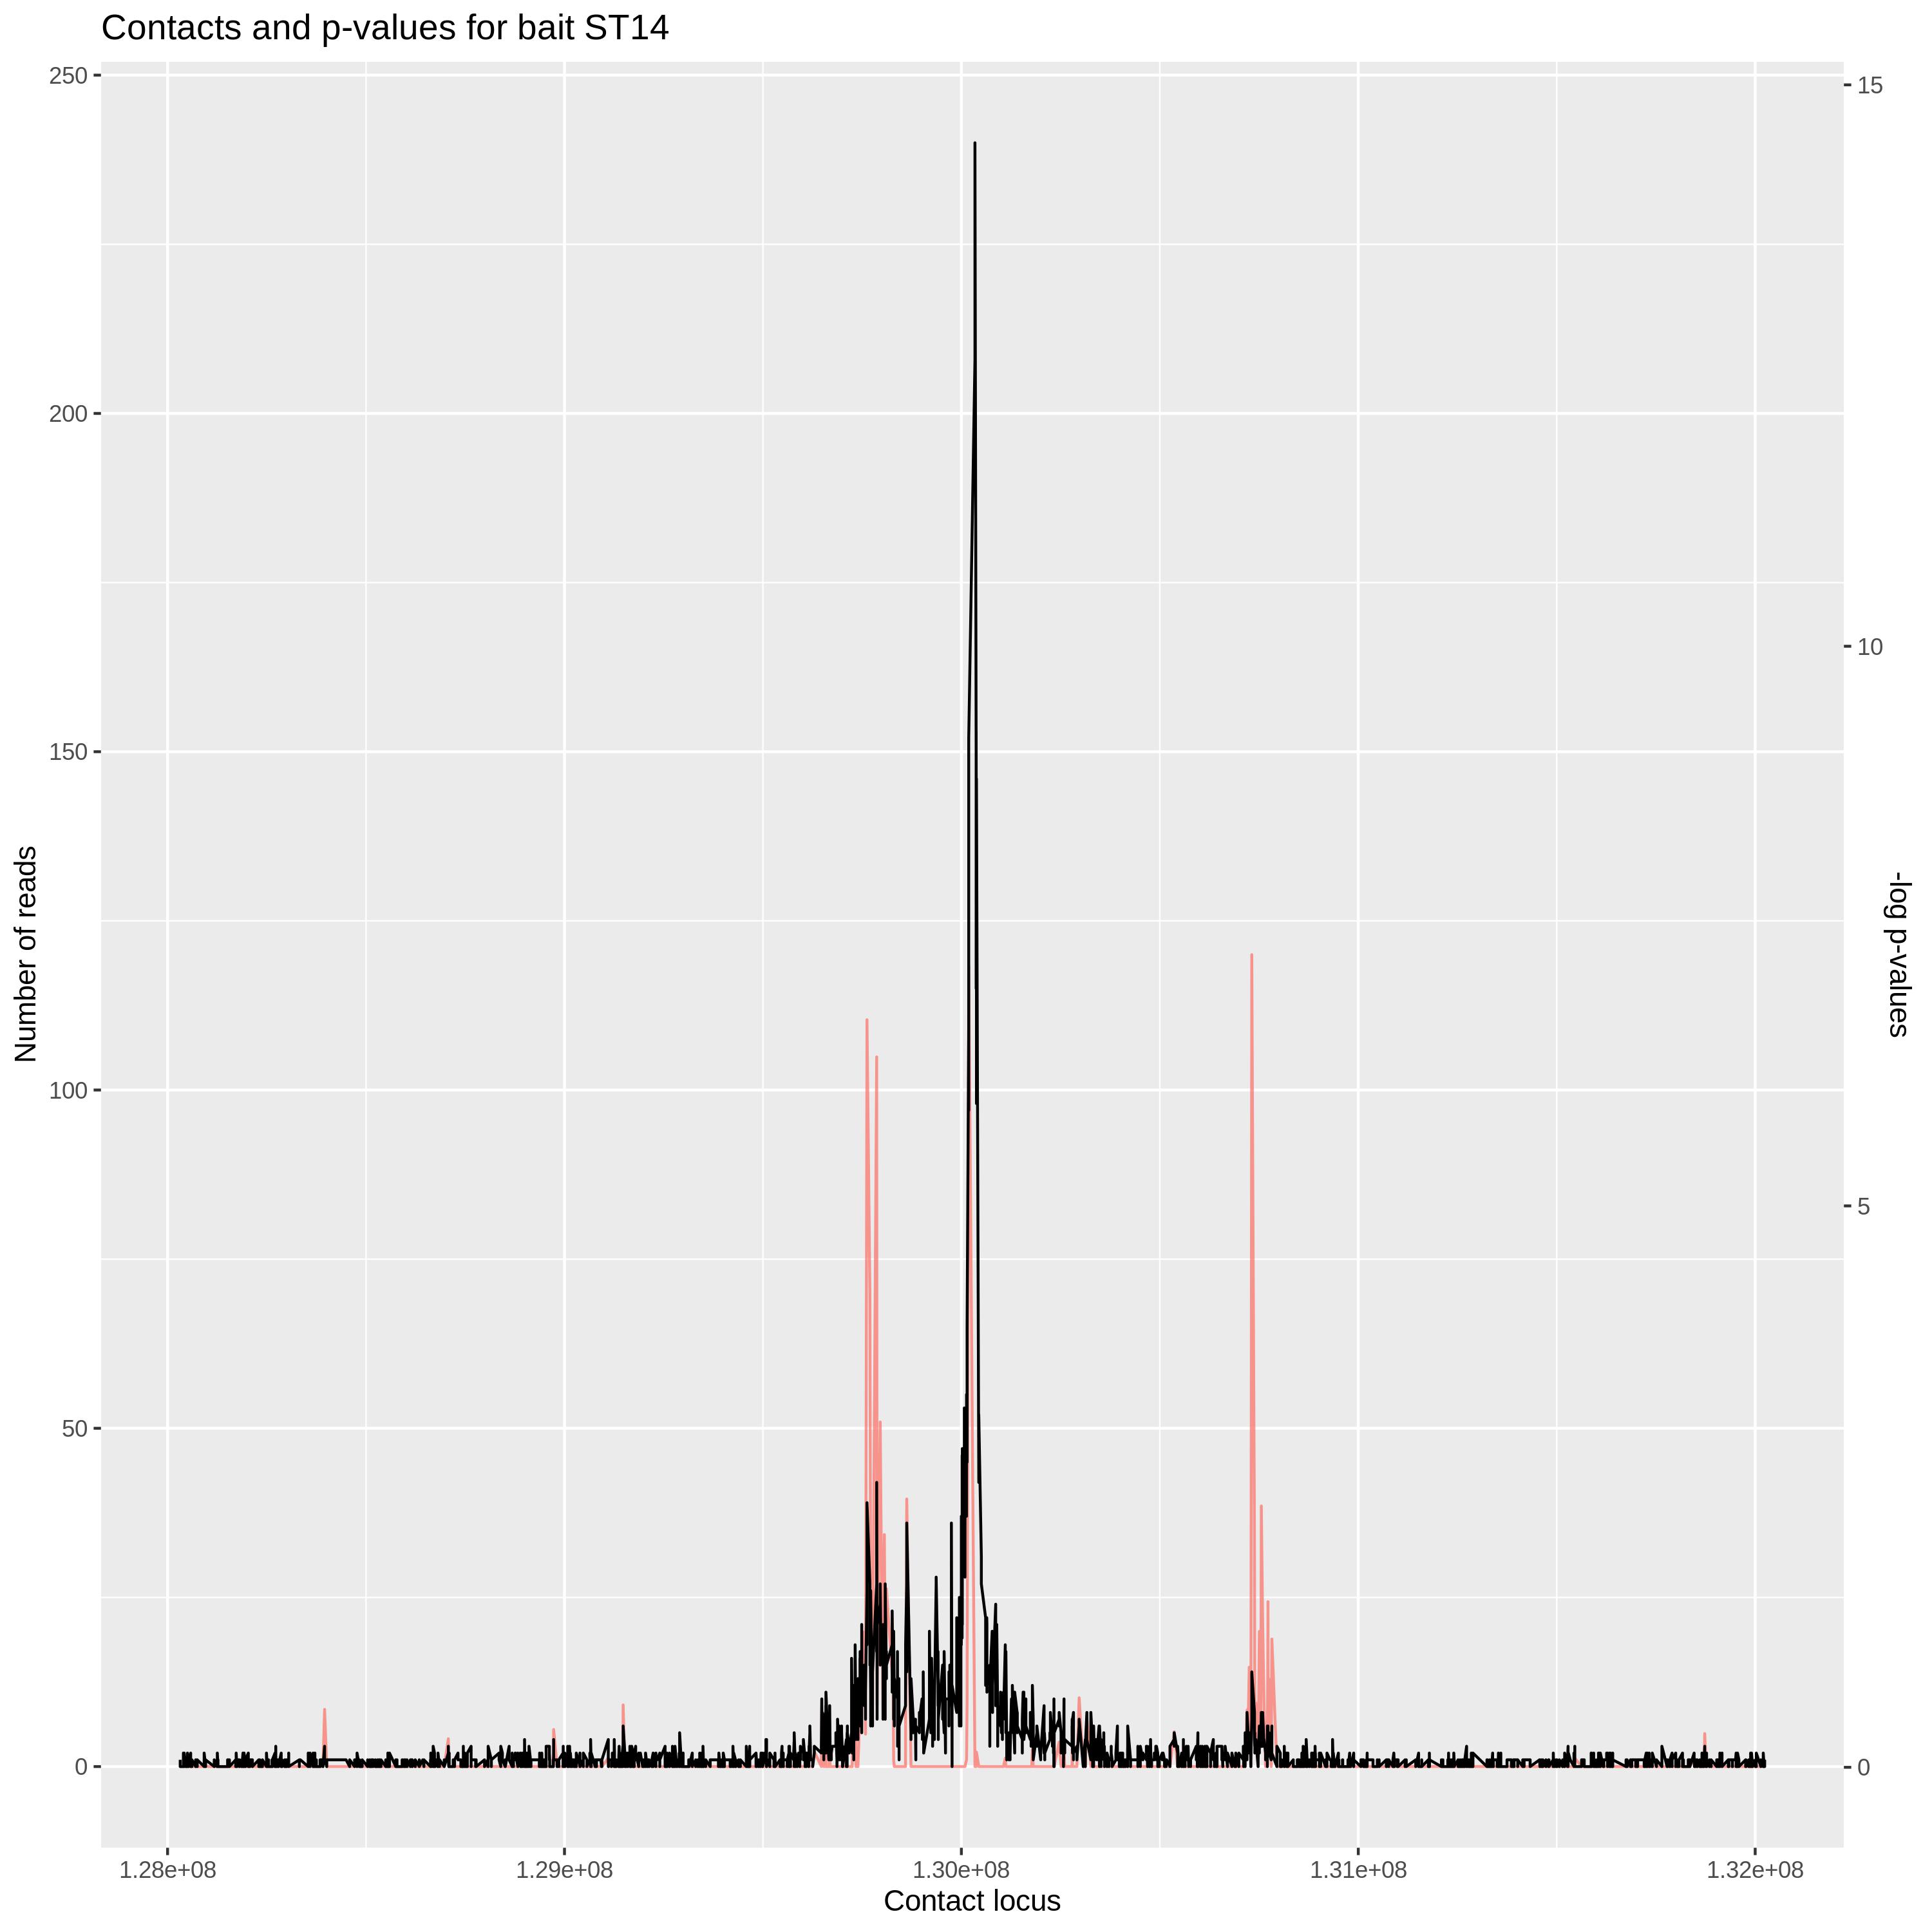 Contacts and p-values for bait ST14
250
200
150
100
50
0
Number of reads
15
10
5
0
-log p-values
1.28e+08
1.29e+08
1.30e+08
1.31e+08
1.32e+08
Contact locus